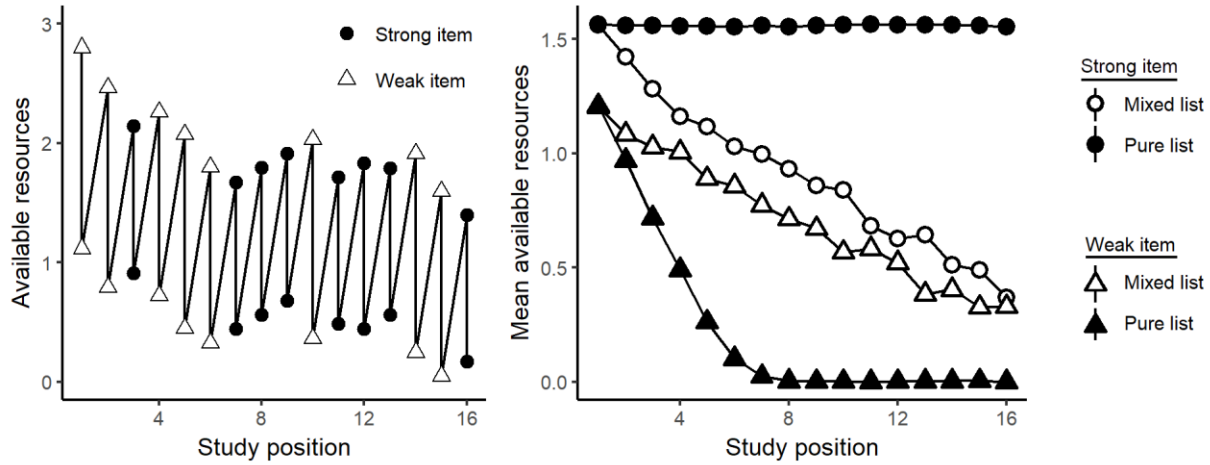 3
2
1
0
Available resources
4
8
12
16
Study position
Strong item
Weak item
1.5
1.0
0.5
0.0
Mean available resources
4
8
12
16
Study position
Strong item
Mixed list
Pure list
Weak item
Mixed list
Pure list